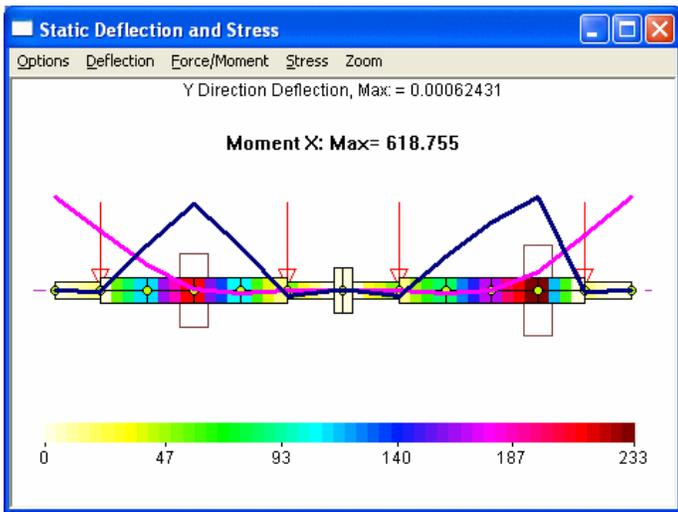 Static Deflection and Stress
Options Deflection Force/Moment Stress Zoom
Y Direction Deflection, Max: = 0.00062431
Moment X: Max= 618.755
0 47 93 140 187 233